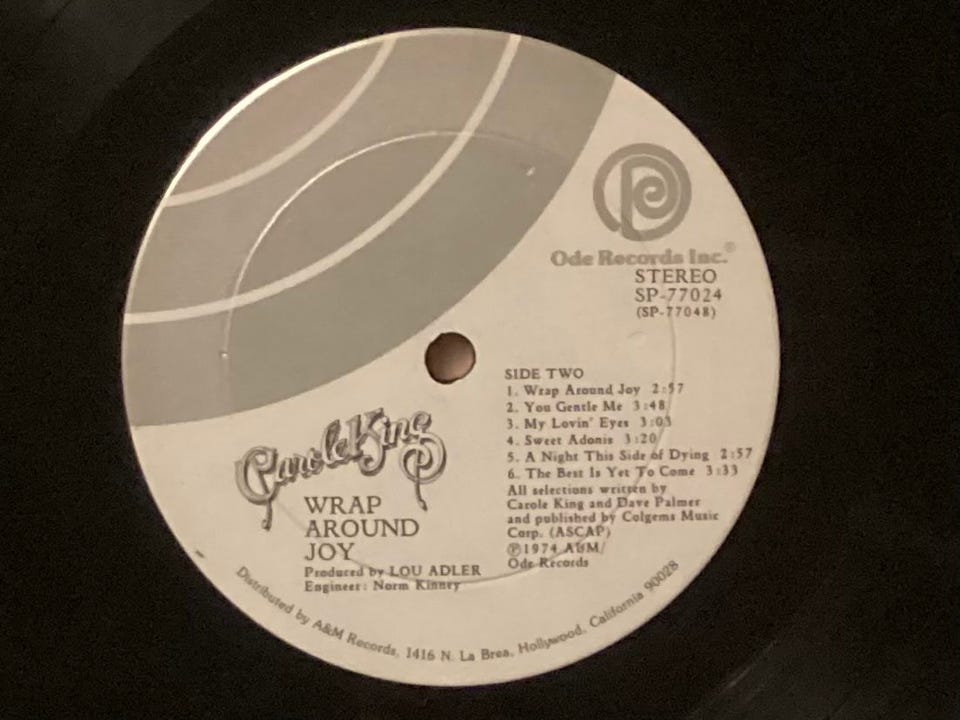 Ode Records Inc.®
STEREO
SP-77024
(SP-77048)
SIDE TWO
1. Wrap Around Joy 2:57
2. You Gentle Me 3:48
3. My Lovin' Eyes 3:03
4. Sweet Adonis 3:20
5. A Night This Side of Dying 2:57
6. The Best Is Yet To Come 3:33
All selections written by
Carole King and Dave Palmer
and published by Colgems Music
Corp. (ASCAP)
℗1974 A&M/
Ode Records
Carole King
WRAP
AROUND
JOY
Produced by LOU ADLER
Engineer: Norm Kinney
Distributed by A&M Records, 1416 N. La Brea, Hollywood, California 90028